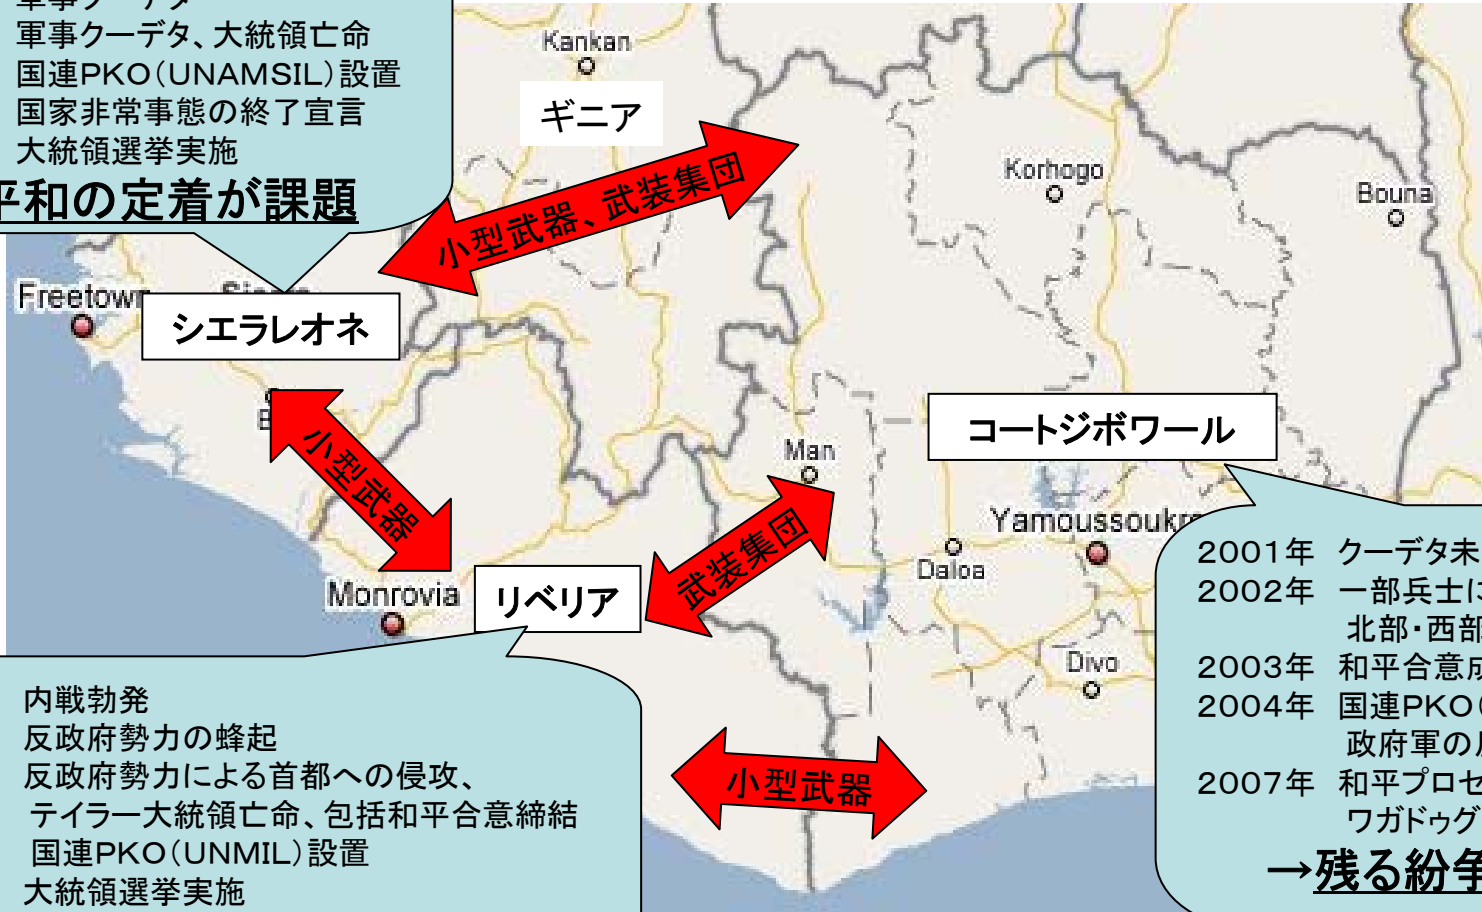 軍事クーデタ、大統領亡命
国連PKO(UNAMSIL)設置
国家非常事態の終了宣言
大統領選挙実施
平和の定着が課題
Kankan
ギニア
小型武器、武装集団
Korhogo
Bouna
Freetown
シエラレオネ
小型武器
コートジボワール
Man
武装集団
Yamoussoukro
Daloa
Monrovia
リベリア
Divo
小型武器
内戦勃発
反政府勢力の蜂起
反政府勢力による首都への侵攻、
テイラー大統領亡命、包括和平合意締結
国連PKO(UNMIL)設置
大統領選挙実施
2001年 クーデタ未
2002年 一部兵士に
北部・西部
2003年 和平合意成
2004年 国連PKO(
政府軍の
2007年 和平プロセ
ワガドゥグ
→残る紛争